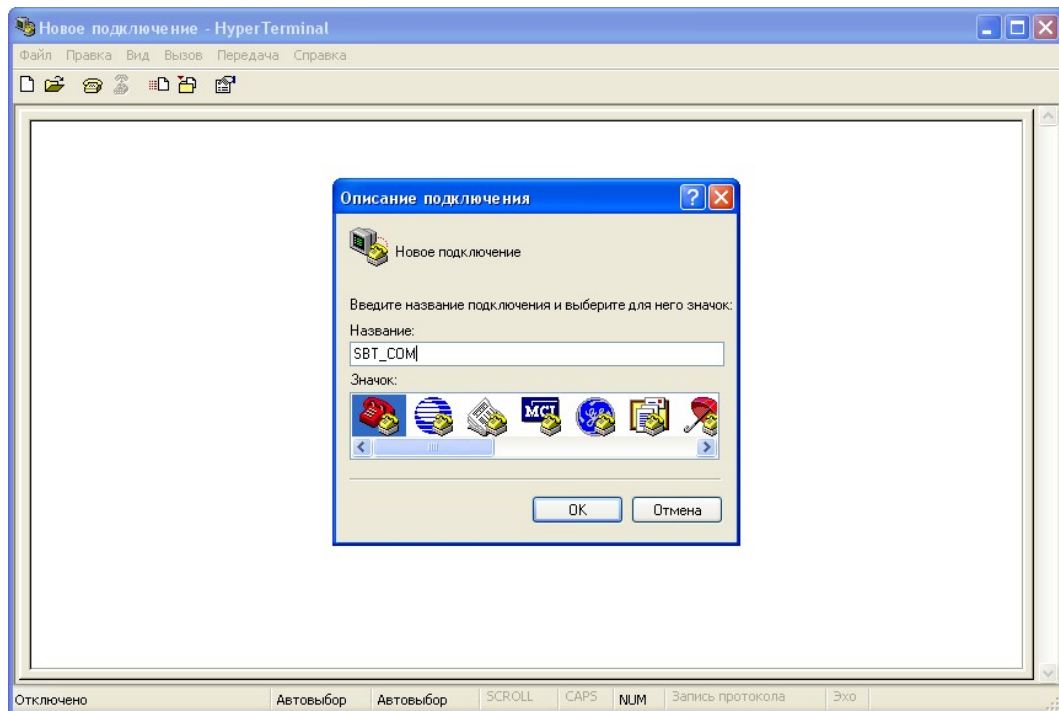 Новое подключение - HyperTerminal
Файл Правка Вид Вызов Передача Справка
Описание подключения
Новое подключение
Введите название подключения и выберите для него значок:
Название:
SBT_COM
Значок:
MCI
OK Отмена
Отключено Автовыбор Автовыбор SCROLL CAPS NUM Запись протокола Эхо